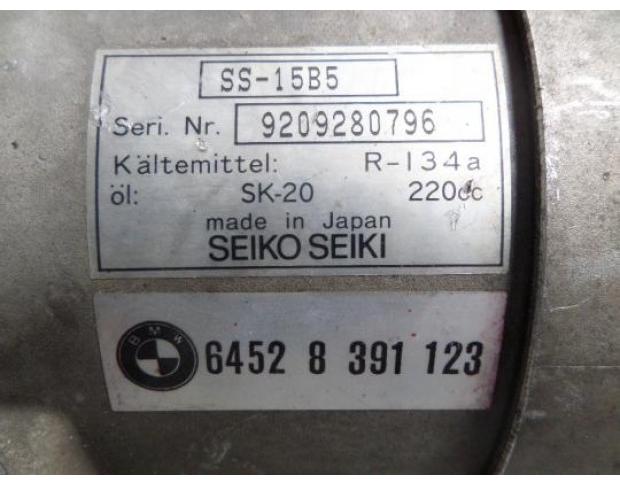 SS-15B5
Seri. Nr. 9209280796
Kältemittel: R-134a
öl: SK-20 220cc
made in Japan
SEIKO SEIKI
BMW
6452 8 391 123